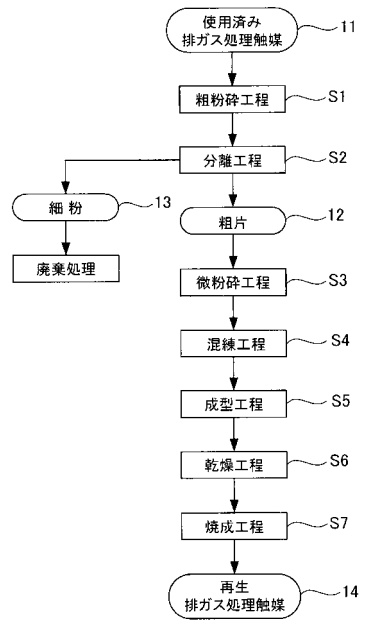 使用済み
排ガス処理触媒
11
粗粉砕工程
S1
分離工程
S2
細粉
13
粗片
12
廃棄処理
微粉砕工程
S3
混練工程
S4
成型工程
S5
乾燥工程
S6
焼成工程
S7
再生
排ガス処理触媒
14